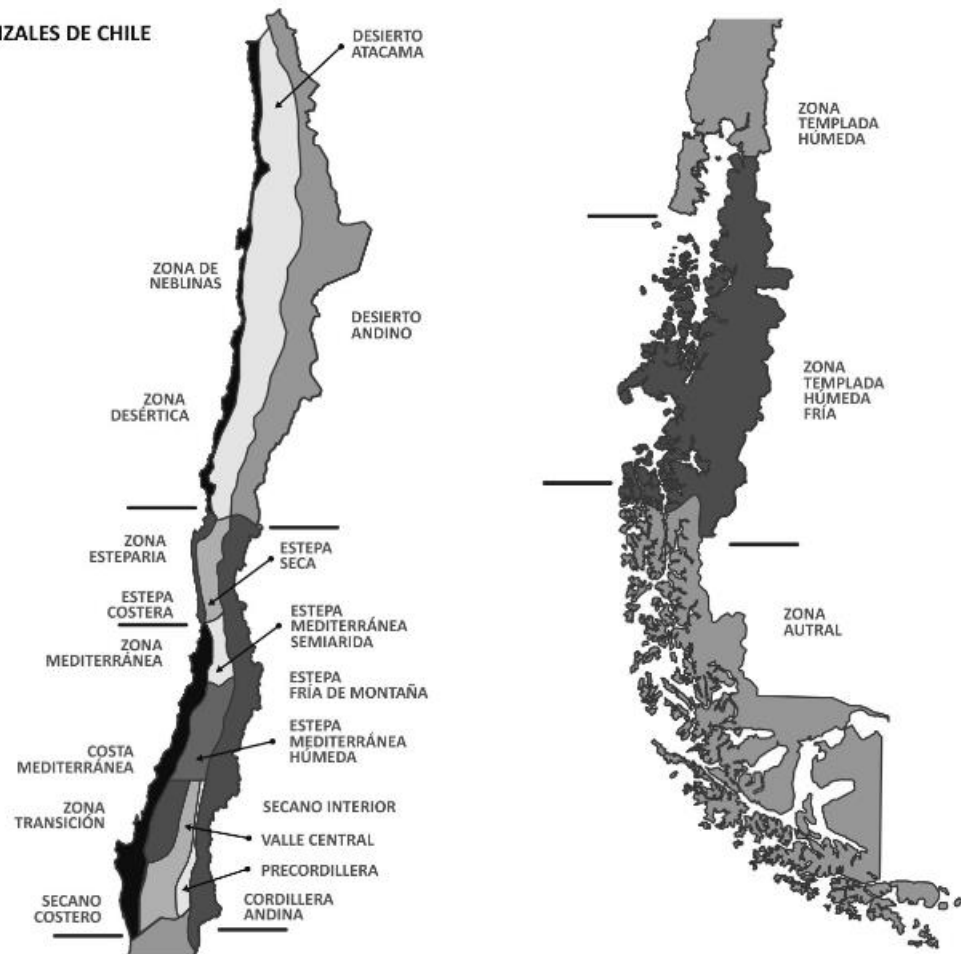 IZALES DE CHILE
DESIERTO
ATACAMA
ZONA DE
NEBLINAS
DESIERTO
ANDINO
ZONA
DESÉRTICA
ZONA
ESTEPARIA
ESTEPA
SECA
ESTEPA
COSTERA
ZONA
MEDITERRÁNEA
ESTEPA
MEDITERRÁNEA
SEMIARIDA
ESTEPA
FRÍA DE MONTAÑA
ESTEPA
MEDITERRÁNEA
HÚMEDA
COSTA
MEDITERRÁNEA
ZONA
TRANSICIÓN
SECANO INTERIOR
VALLE CENTRAL
PRECORDILLERA
SECANO
COSTERO
CORDILLERA
ANDINA
ZONA
TEMPLADA
HÚMEDA
ZONA
TEMPLADA
HÚMEDA
FRÍA
ZONA
AUTRAL